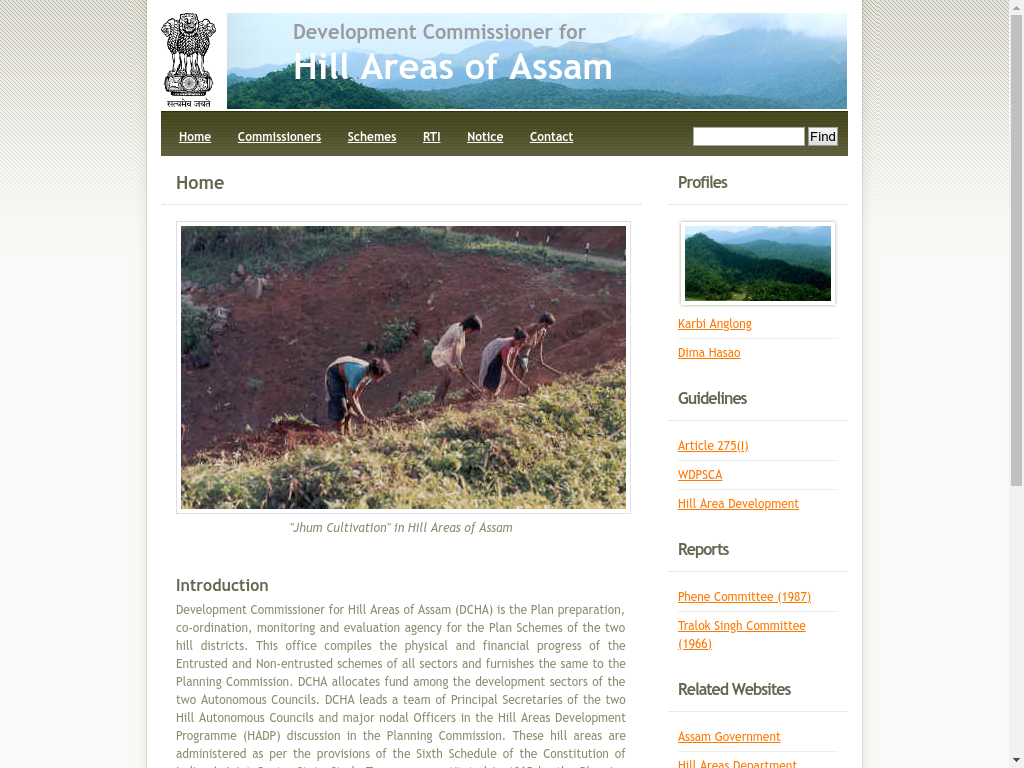 Development Commissioner for
Hill Areas of Assam
सत्यमेव जयते
Home Commissioners Schemes RTI Notice Contact Find
Home
"Jhum Cultivation" in Hill Areas of Assam
Introduction
Development Commissioner for Hill Areas of Assam (DCHA) is the Plan preparation,
co-ordination, monitoring and evaluation agency for the Plan Schemes of the two
hill districts. This office compiles the physical and financial progress of the
Entrusted and Non-entrusted schemes of all sectors and furnishes the same to the
Planning Commission. DCHA allocates fund among the development sectors of the
two Autonomous Councils. DCHA leads a team of Principal Secretaries of the two
Hill Autonomous Councils and major nodal Officers in the Hill Areas Development
Programme (HADP) discussion in the Planning Commission. These hill areas are
administered as per the provisions of the Sixth Schedule of the Constitution of
Profiles
Karbi Anglong
Dima Hasao
Guidelines
Article 275(I)
WDPSCA
Hill Area Development
Reports
Phene Committee (1987)
Tralok Singh Committee
(1966)
Related Websites
Assam Government
Hill Areas Department